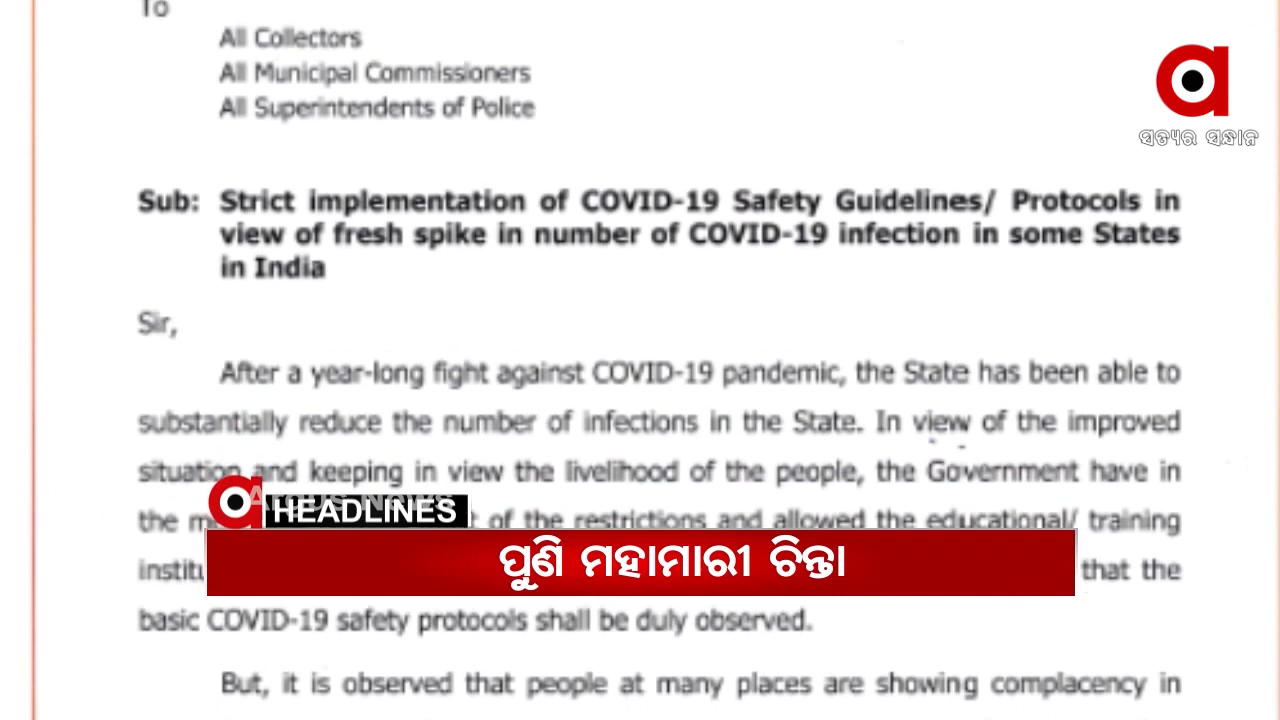 To
All Collectors
All Municipal Commissioners
All Superintendents of Police
ସତ୍ୟର ସନ୍ଧାନ
Sub: Strict implementation of COVID-19 Safety Guidelines/ Protocols in
view of fresh spike in number of COVID-19 infection in some States
in India
Sir,
After a year-long fight against COVID-19 pandemic, the State has been able to
substantially reduce the number of infections in the State. In view of the improved
situation and keeping in view the livelihood of the people, the Government have in
Argus News
HEADLINES
the of the restrictions and allowed the educational/ training
ପୁଣି ମହାମାରୀ ଚିନ୍ତା
that the
basic COVID-19 safety protocols shall be duly observed.
But, it is observed that people at many places are showing complacency in